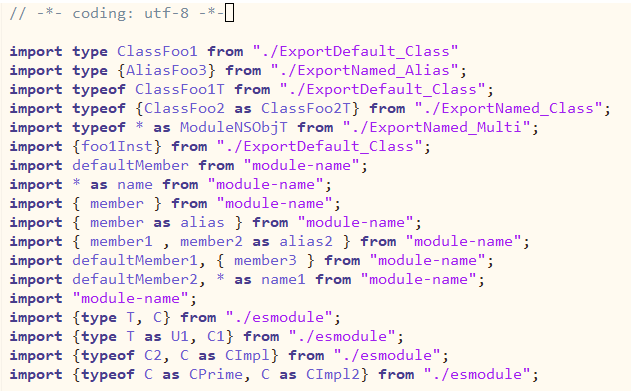 // -*- coding: utf-8 -*-
import type ClassFoo1 from "./ExportDefault_Class"
import type {AliasFoo3} from "./ExportNamed_Alias";
import typeof ClassFoo1T from "./ExportDefault_Class";
import typeof {ClassFoo2 as ClassFoo2T} from "./ExportNamed_Class";
import typeof * as ModuleNSObjT from "./ExportNamed_Multi";
import {foo1Inst} from "./ExportDefault_Class";
import defaultMember from "module-name";
import * as name from "module-name";
import { member } from "module-name";
import { member as alias } from "module-name";
import { member1 , member2 as alias2 } from "module-name";
import defaultMember1, { member3 } from "module-name";
import defaultMember2, * as name1 from "module-name";
import "module-name";
import {type T, C} from "./esmodule";
import {type T as U1, C1} from "./esmodule";
import {typeof C2, C as CImpl} from "./esmodule";
import {typeof C as CPrime, C as CImpl2} from "./esmodule";